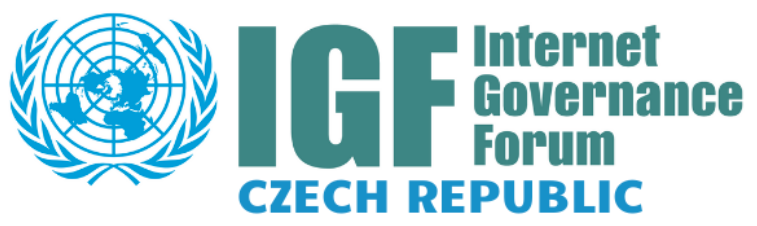 IGF
Internet
Governance
Forum
CZECH REPUBLIC